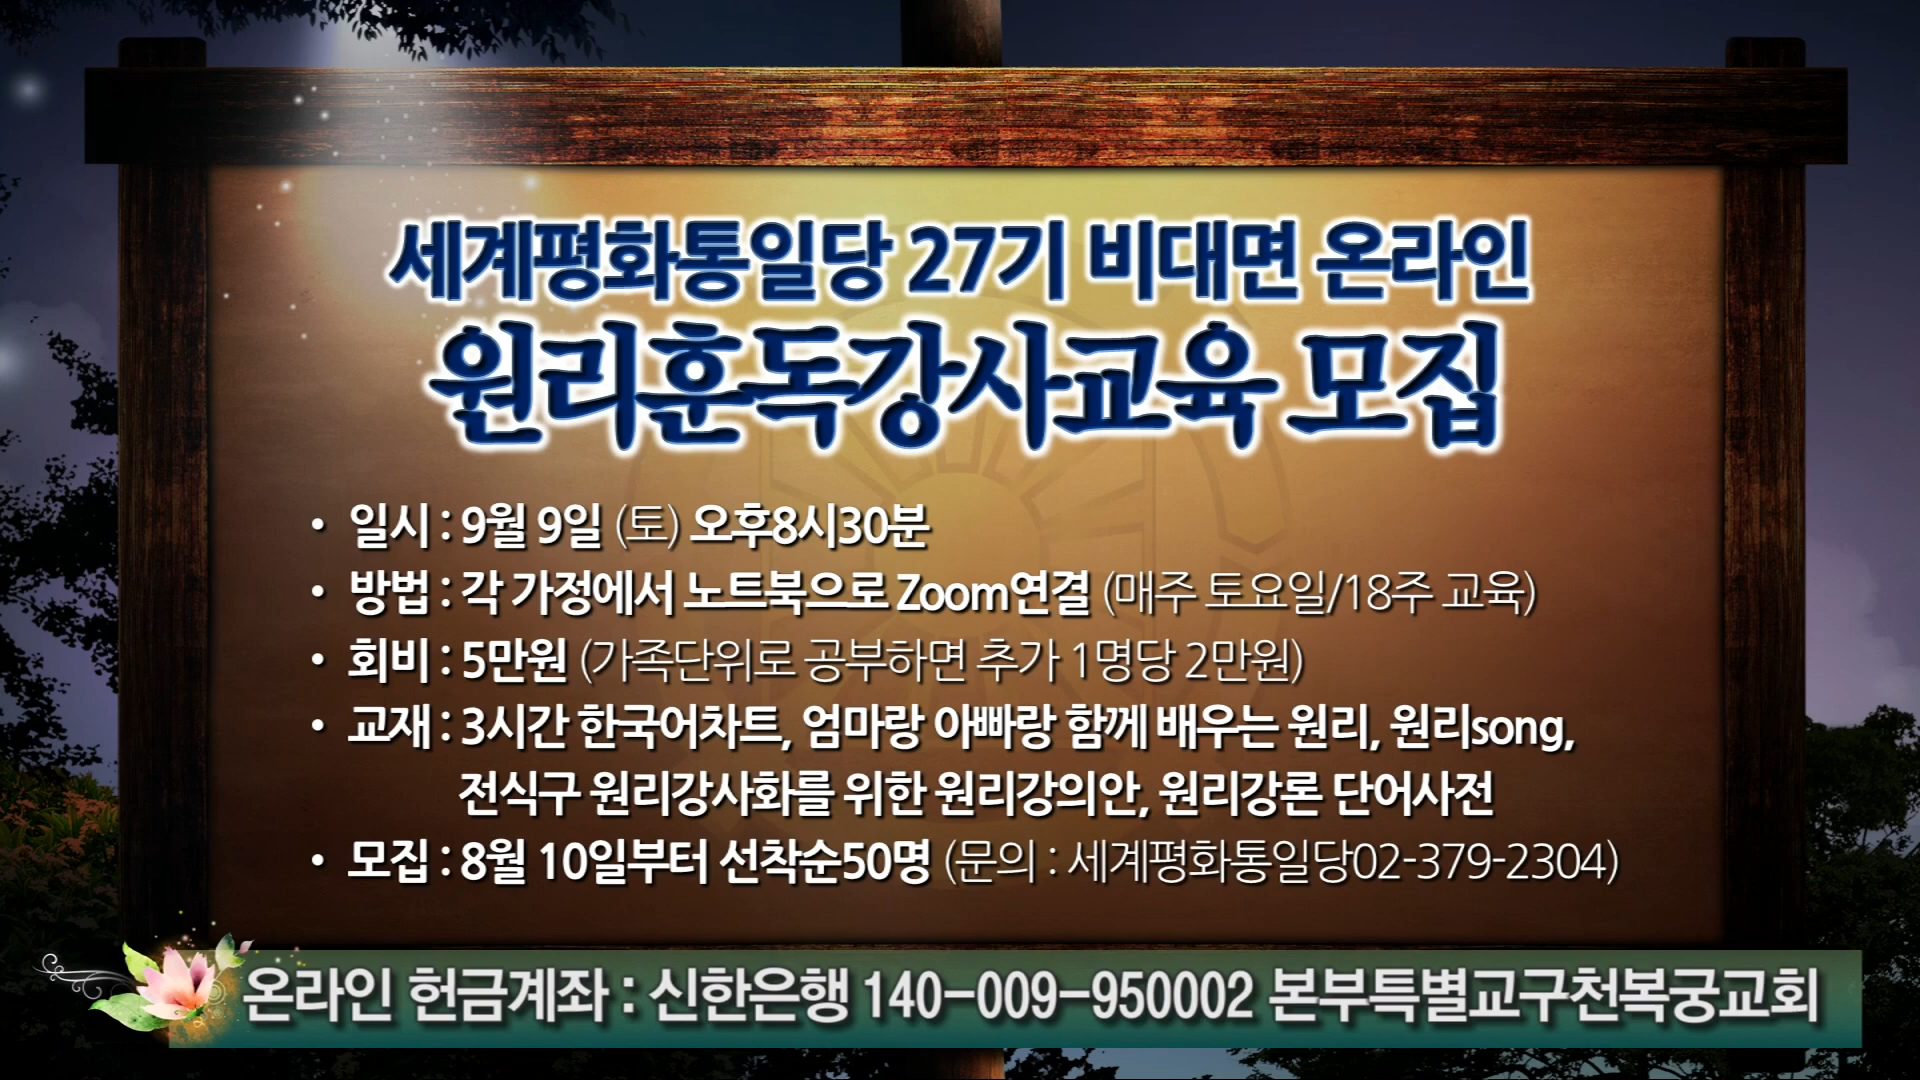 세계평화통일당 27기 비대면 온라인
원리훈독강사교육 모집
• 일시 : 9월 9일 (토) 오후8시30분
• 방법 : 각 가정에서 노트북으로 Zoom연결 (매주 토요일/18주 교육)
• 회비 : 5만원 (가족단위로 공부하면 추가 1명당 2만원)
• 교재 : 3시간 한국어차트, 엄마랑 아빠랑 함께 배우는 원리, 원리song,
전식구 원리강사화를 위한 원리강의안, 원리강론 단어사전
• 모집 : 8월 10일부터 선착순50명 (문의 : 세계평화통일당02-379-2304)
온라인 헌금계좌 : 신한은행 140-009-950002 본부특별교구천복궁교회